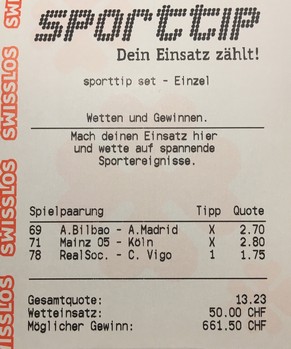 sporttip
Dein Einsatz zählt!
sporttip set - Einzel
Wetten und Gewinnen.
Mach deinen Einsatz hier
und wette auf spannende
Sportereignisse.
Spielpaarung Tipp Quote
69 A.Bilbao - A.Madrid X 2.70
71 Mainz 05 - Köln X 2.80
78 RealSoc. - C. Vigo 1 1.75
Gesamtquote: 13.23
Wetteinsatz: 50.00 CHF
Möglicher Gewinn: 661.50 CHF
SWISSLOS
SWISSLOS
SWISSLOS